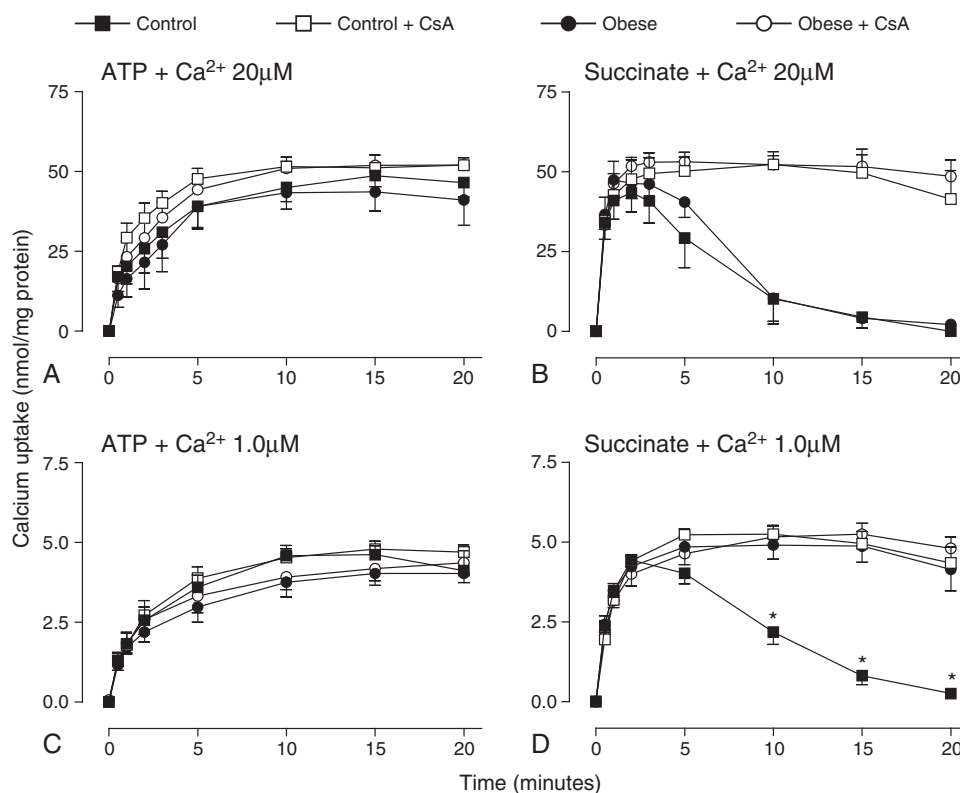 Control Control + CsA Obese Obese + CsA
ATP + Ca²⁺ 20μM
75
50
25
0
A
0 5 10 15 20
Succinate + Ca²⁺ 20μM
75
50
25
0
B
0 5 10 15 20
Calcium uptake (nmol/mg protein)
ATP + Ca²⁺ 1.0μM
7.5
5.0
2.5
0.0
C
0 5 10 15 20
Succinate + Ca²⁺ 1.0μM
7.5
5.0
2.5
0.0
* * *
D
0 5 10 15 20
Time (minutes)